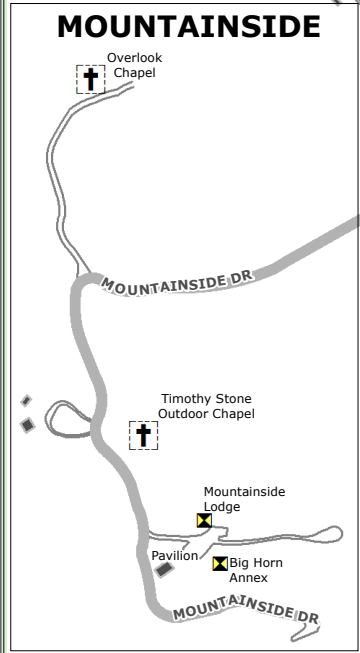 MOUNTAINSIDE
Overlook
Chapel
MOUNTAINSIDE DR
Timothy Stone
Outdoor Chapel
Mountainside
Lodge
Pavilion
Big Horn
Annex
MOUNTAINSIDE DR